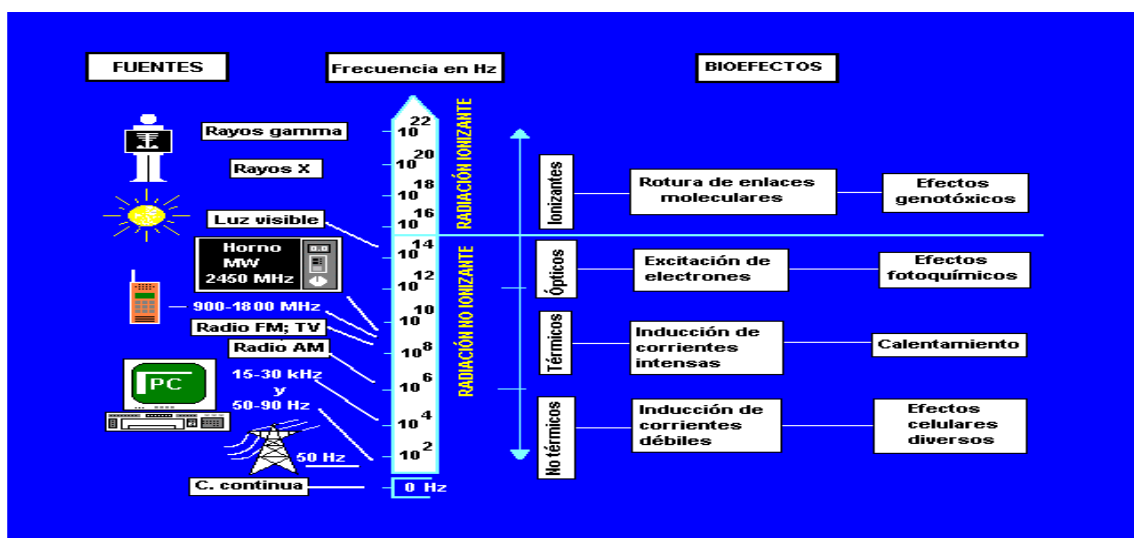 FUENTES
Frecuencia en Hz
BIOEFECTOS
Rayos gamma
Rayos X
Luz visible
Horno
MW
2450 MHz
0.0
900-1800 MHz
Radio FM; TV
Radio AM
PC
15-30 kHz
y
50-90 Hz
50 Hz
C. continua
10 22
10 20
10 18
10 16
10 14
10 12
10 10
10 8
10 6
10 4
10 2
0 Hz
RADIACIÓN IONIZANTE
RADIACIÓN NO IONIZANTE
Ionizantes
Rotura de enlaces
moleculares
Efectos
genotóxicos
Ópticos
Excitación de
electrones
Efectos
fotoquímicos
Térmicos
Inducción de
corrientes
intensas
Calentamiento
No térmicos
Inducción de
corrientes
débiles
Efectos
celulares
diversos